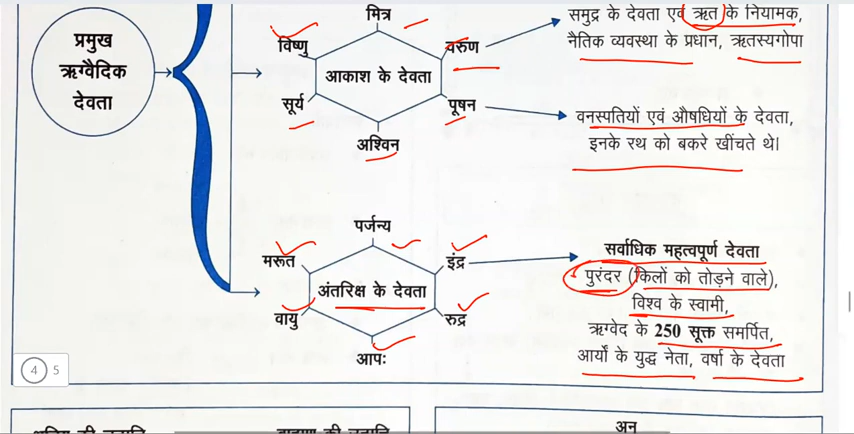 प्रमुख
ऋग्वैदिक
देवता
मित्र
विष्णु
वरुण
आकाश के देवता
सूर्य
पूषन
अश्विन
समुद्र के देवता एवं ऋत के नियामक,
नैतिक व्यवस्था के प्रधान, ऋतस्यगोपा
वनस्पतियों एवं औषधियों के देवता,
इनके रथ को बकरे खींचते थे।
पर्जन्य
मरूत
इंद्र
अंतरिक्ष के देवता
वायु
रुद्र
आपः
सर्वाधिक महत्वपूर्ण देवता
पुरंदर (किलों को तोड़ने वाले),
विश्व के स्वामी,
ऋग्वेद के 250 सूक्त समर्पित,
आर्यों के युद्ध नेता, वर्षा के देवता
4 5
अनु